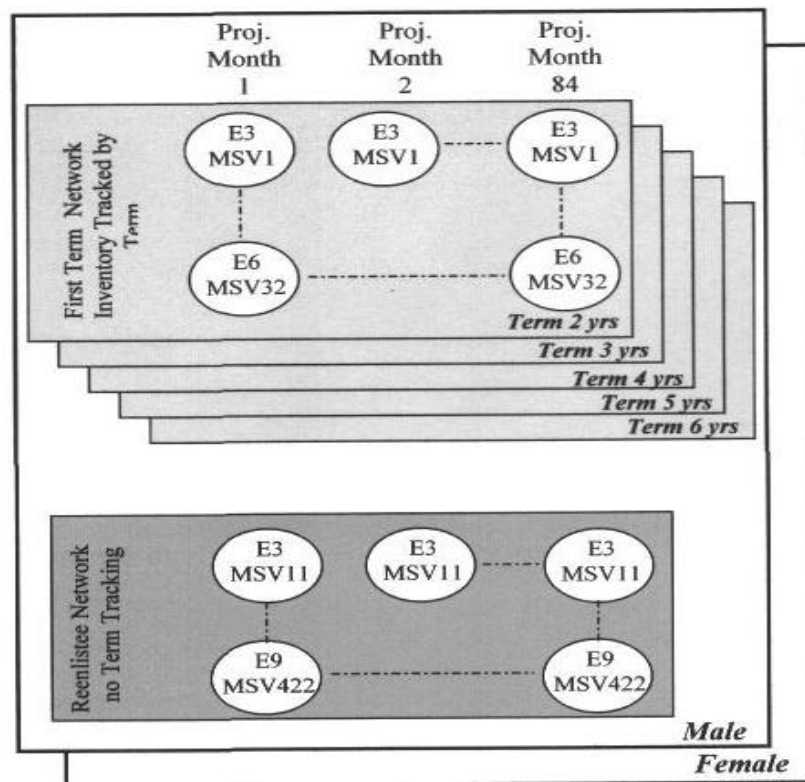 Proj. Month 1
Proj. Month 2
Proj. Month 84
First Term Network
Inventory Tracked by
Term
E3 MSV1
E3 MSV1
E3 MSV1
E6 MSV32
E6 MSV32
Term 2 yrs
Term 3 yrs
Term 4 yrs
Term 5 yrs
Term 6 yrs
Reenlistee Network
no Term Tracking
E3 MSV11
E3 MSV11
E3 MSV11
E9 MSV422
E9 MSV422
Male
Female